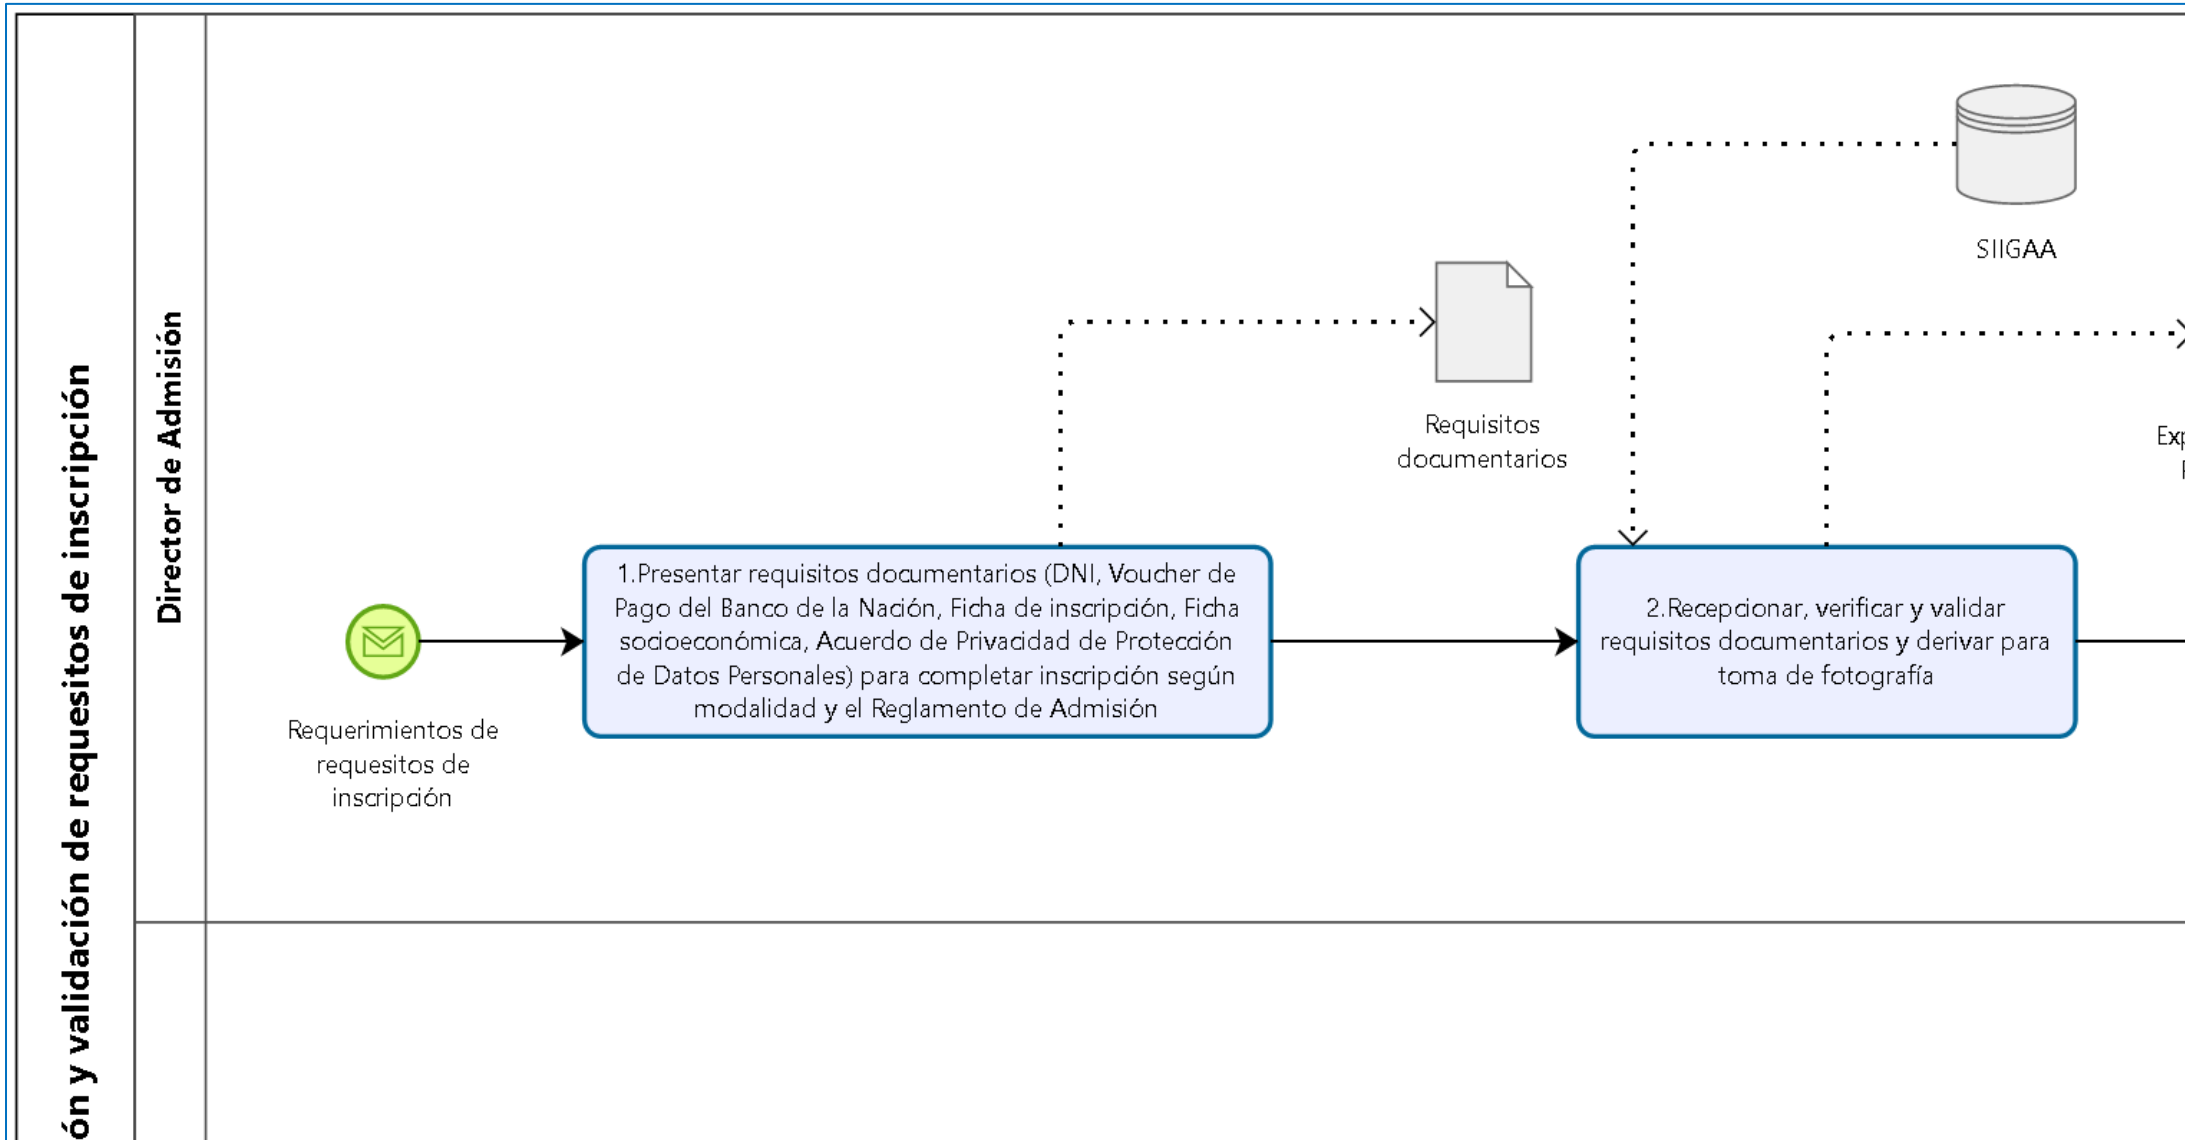 ón y validación de requesitos de inscripción
Director de Admisión
SIIGAA
Requisitos
documentarios
Requerimientos de
requesitos de
inscripción
1.Presentar requisitos documentarios (DNI, Voucher de
Pago del Banco de la Nación, Ficha de inscripción, Ficha
socioeconómica, Acuerdo de Privacidad de Protección
de Datos Personales) para completar inscripción según
modalidad y el Reglamento de Admisión
2.Recepcionar, verificar y validar
requisitos documentarios y derivar para
toma de fotografía